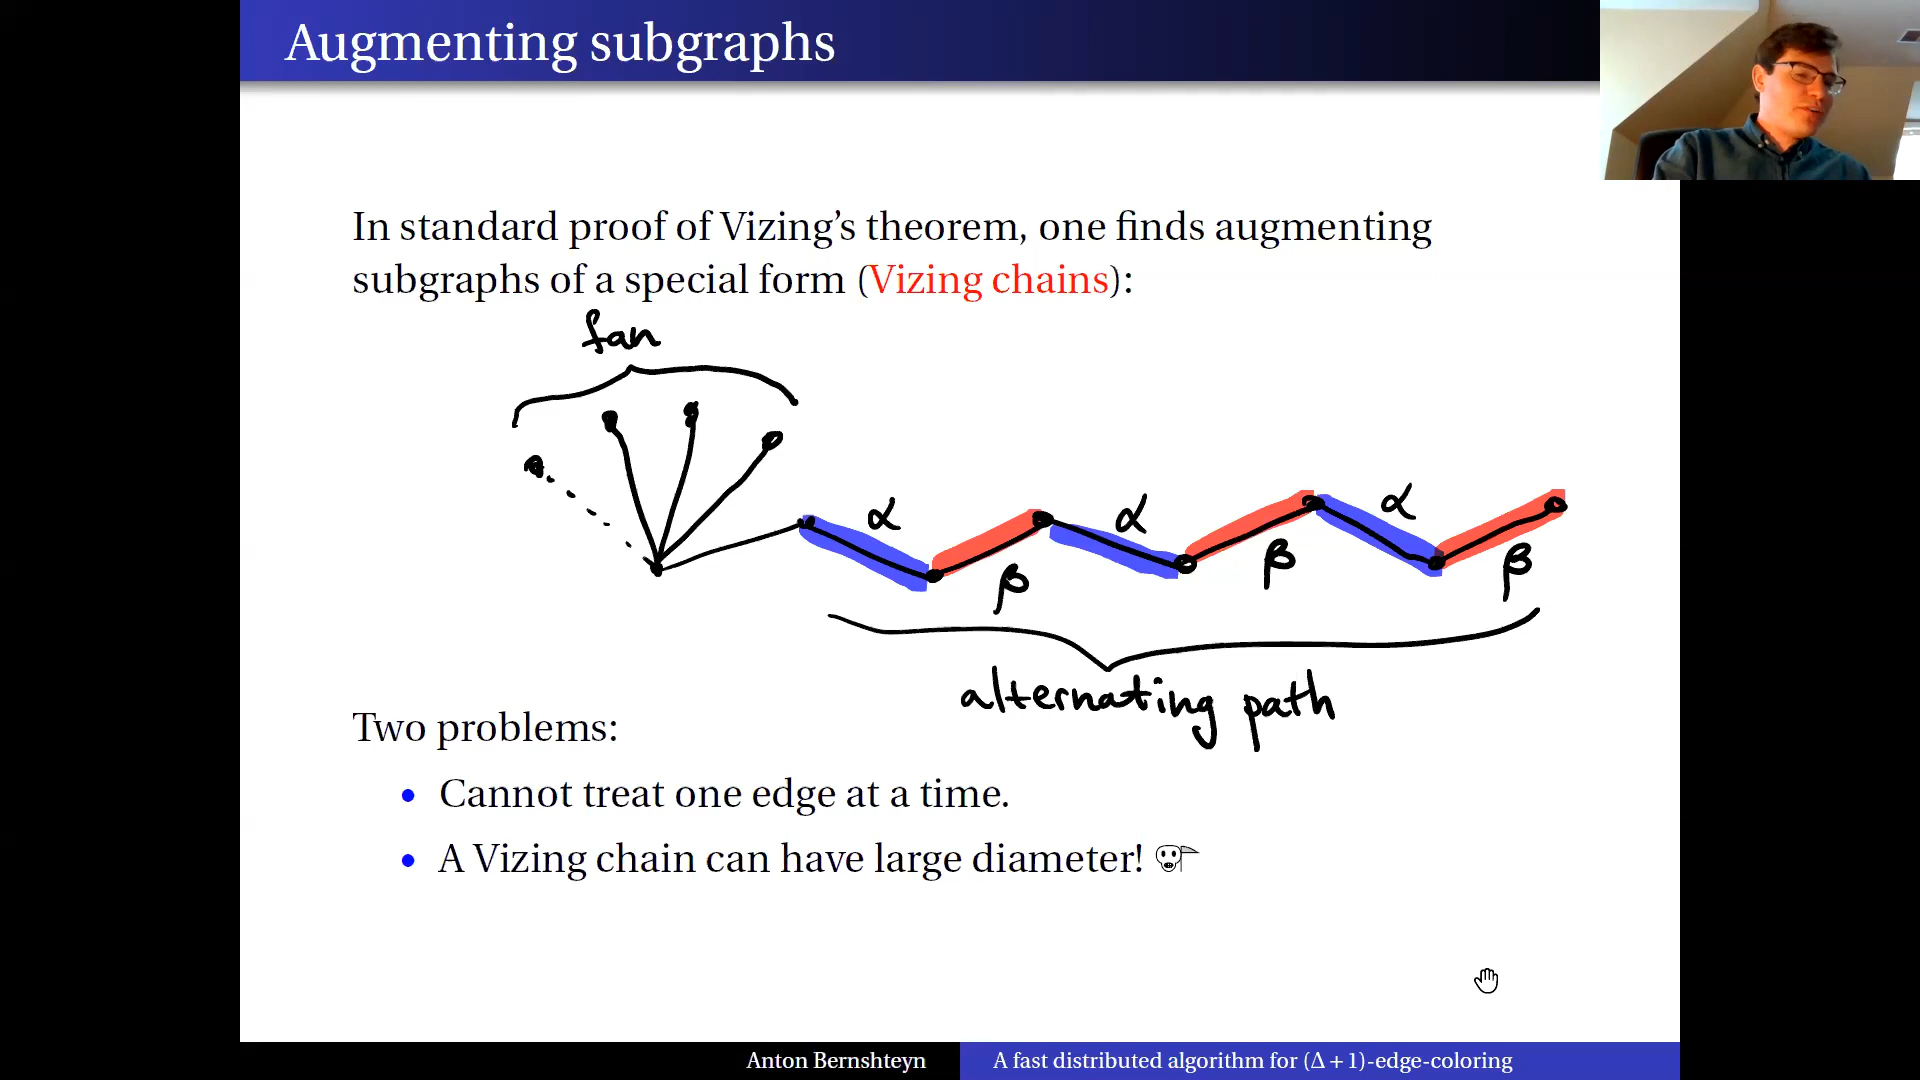 Augmenting subgraphs
In standard proof of Vizing’s theorem, one finds augmenting
subgraphs of a special form (Vizing chains):
fan
α α α
β β β
alternating path
Two problems:
• Cannot treat one edge at a time.
• A Vizing chain can have large diameter!
Anton Bernshteyn
A fast distributed algorithm for (Δ + 1)-edge-coloring